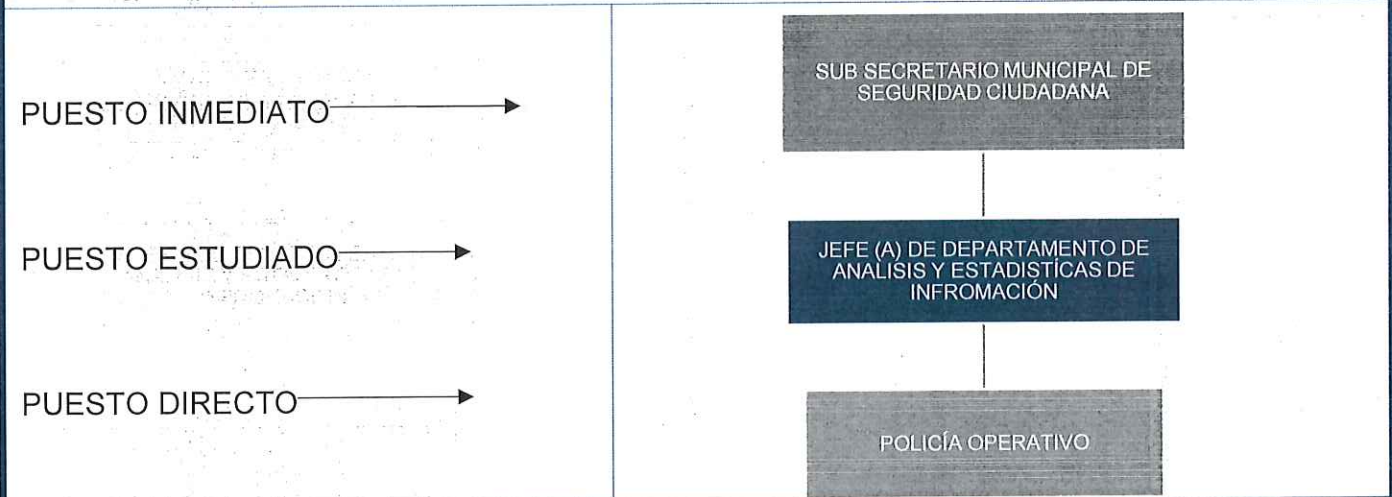 PUESTO INMEDIATO
SUB SECRETARIO MUNICIPAL DE
SEGURIDAD CIUDADANA
PUESTO ESTUDIADO
JEFE (A) DE DEPARTAMENTO DE
ANALISIS Y ESTADISTÍCAS DE
INFROMACIÓN
PUESTO DIRECTO
POLICÍA OPERATIVO